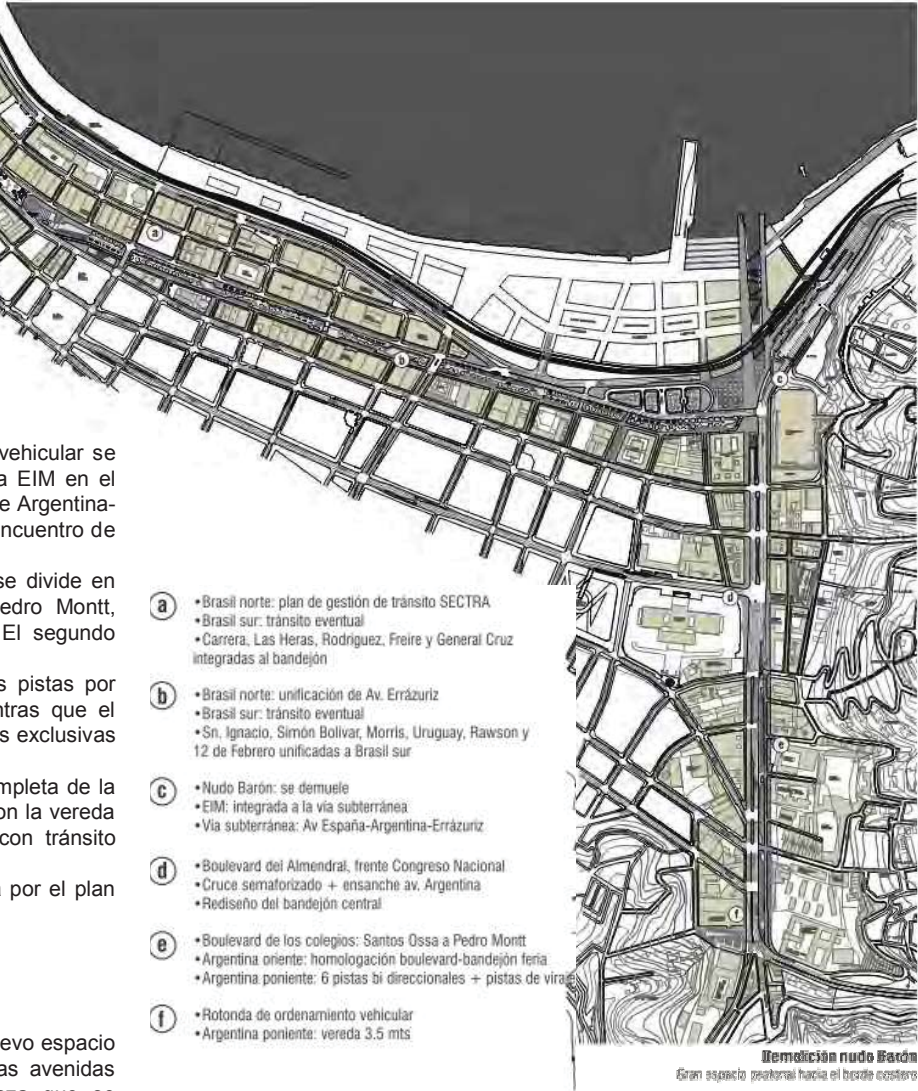 vehicular se
a EIM en el
e Argentina-
ncuentro de
se divide en
edro Montt,
El segundo
s pistas por
ntras que el
s exclusivas
mpleta de la
on la vereda
con tránsito
a por el plan
evo espacio
as avenidas
aza que se
a
•Brasil norte: plan de gestión de tránsito SECTRA
•Brasil sur: tránsito eventual
•Carrera, Las Heras, Rodriguez, Freire y General Cruz
integradas al bandejón
b
•Brasil norte: unificación de Av. Errázuriz
•Brasil sur: tránsito eventual
•Sn. Ignacio, Simón Bolivar, Morris, Uruguay, Rawson y
12 de Febrero unificadas a Brasil sur
c
•Nudo Barón: se demuele
•EIM: integrada a la vía subterránea
•Vía subterránea: Av España-Argentina-Errázuriz
d
•Boulevard del Almendral, frente Congreso Nacional
•Cruce semaforizado + ensanche av. Argentina
•Rediseño del bandejón central
e
•Boulevard de los colegios: Santos Ossa a Pedro Montt
•Argentina oriente: homologación boulevard-bandejón feria
•Argentina poniente: 6 pistas bi direccionales + pistas de viraje
f
•Rotonda de ordenamiento vehicular
•Argentina poniente: vereda 3.5 mts
a
b
c
d
e
f
Demolición nudo Barón
Gran espacio peatonal hacia el borde costero